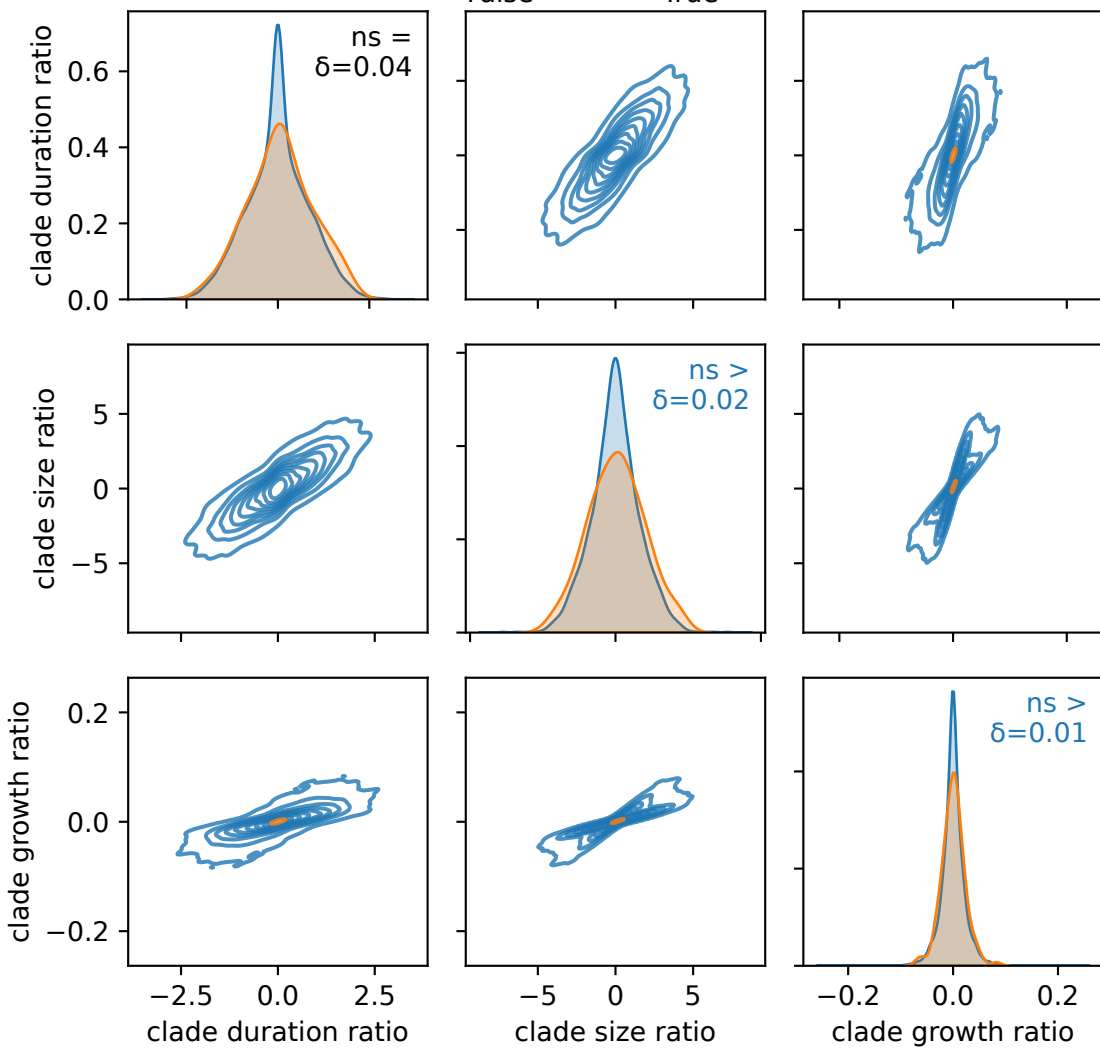 clade duration ratio
0.6
0.4
0.2
0.0
ns =
δ=0.04
clade size ratio
5
0
−5
ns >
δ=0.02
clade growth ratio
0.2
0.0
−0.2
ns >
δ=0.01
−2.5 0.0 2.5
−5 0 5
−0.2 0.0 0.2
clade duration ratio
clade size ratio
clade growth ratio